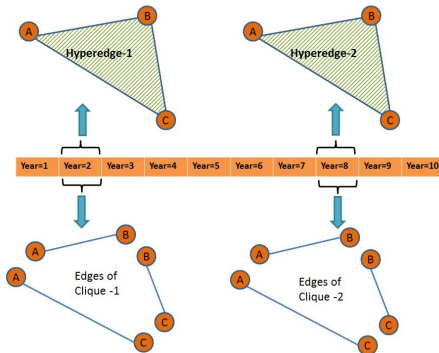 A
B
Hyperedge-1
C
A
B
Hyperedge-2
C
Year=1 Year=2 Year=3 Year=4 Year=5 Year=6 Year=7 Year=8 Year=9 Year=10
A
B
B
A
Edges of
Clique -1
C
C
A
B
B
A
Edges of
Clique -2
C
C